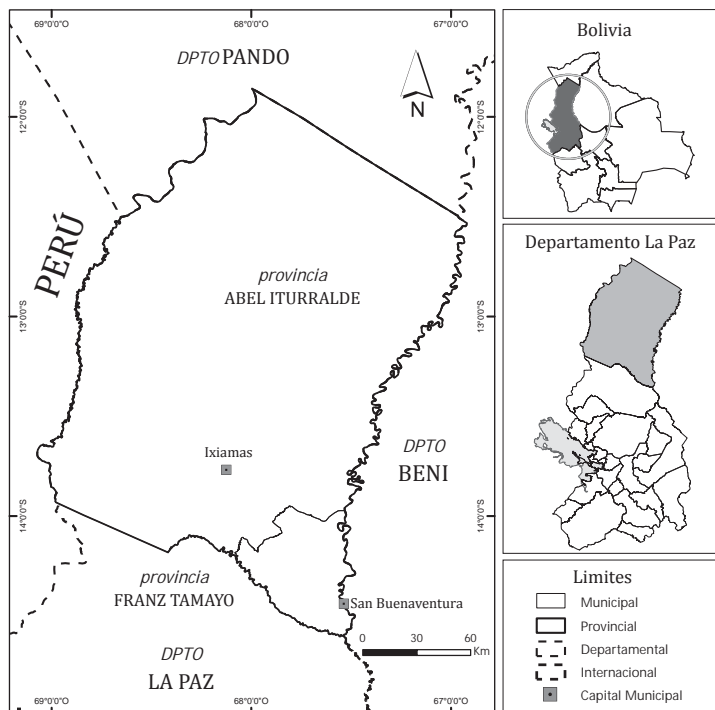 69°0'0"O
68°0'0"O
67°0'0"O
DPTO PANDO
N
12°0'0"S
12°0'0"S
PERÚ
provincia
ABEL ITURRALDE
13°0'0"S
13°0'0"S
Ixiamas
DPTO
BENI
14°0'0"S
14°0'0"S
provincia
FRANZ TAMAYO
San Buenaventura
DPTO
LA PAZ
0 30 60
Km
69°0'0"O
68°0'0"O
67°0'0"O
Bolivia
Departamento La Paz
Limites
Municipal
Provincial
Departamental
Internacional
Capital Municipal